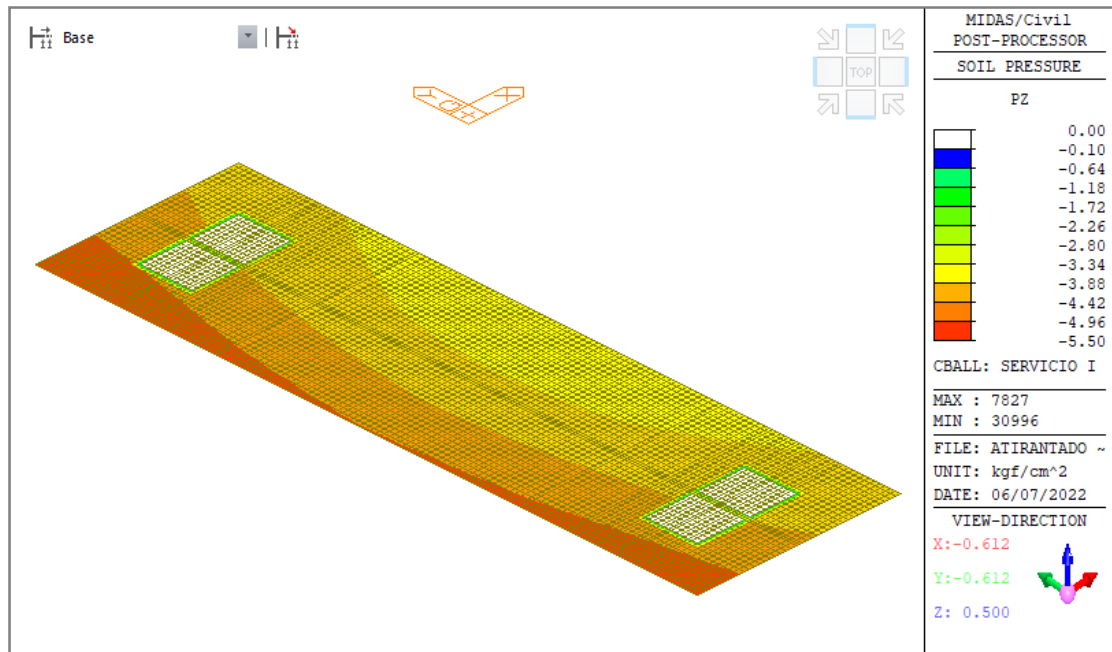 Base
TOP
MIDAS/Civil
POST-PROCESSOR
SOIL PRESSURE
PZ
0.00
-0.10
-0.64
-1.18
-1.72
-2.26
-2.80
-3.34
-3.88
-4.42
-4.96
-5.50
CBALL: SERVICIO I
MAX : 7827
MIN : 30996
FILE: ATIRANTADO ~
UNIT: kgf/cm^2
DATE: 06/07/2022
VIEW-DIRECTION
X:-0.612
Y:-0.612
Z: 0.500